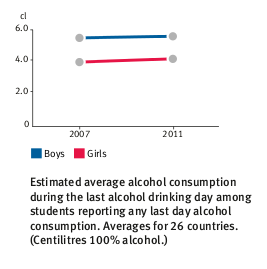 cl
6.0
4.0
2.0
0
2007 2011
Boys Girls
Estimated average alcohol consumption
during the last alcohol drinking day among
students reporting any last day alcohol
consumption. Averages for 26 countries.
(Centilitres 100% alcohol.)